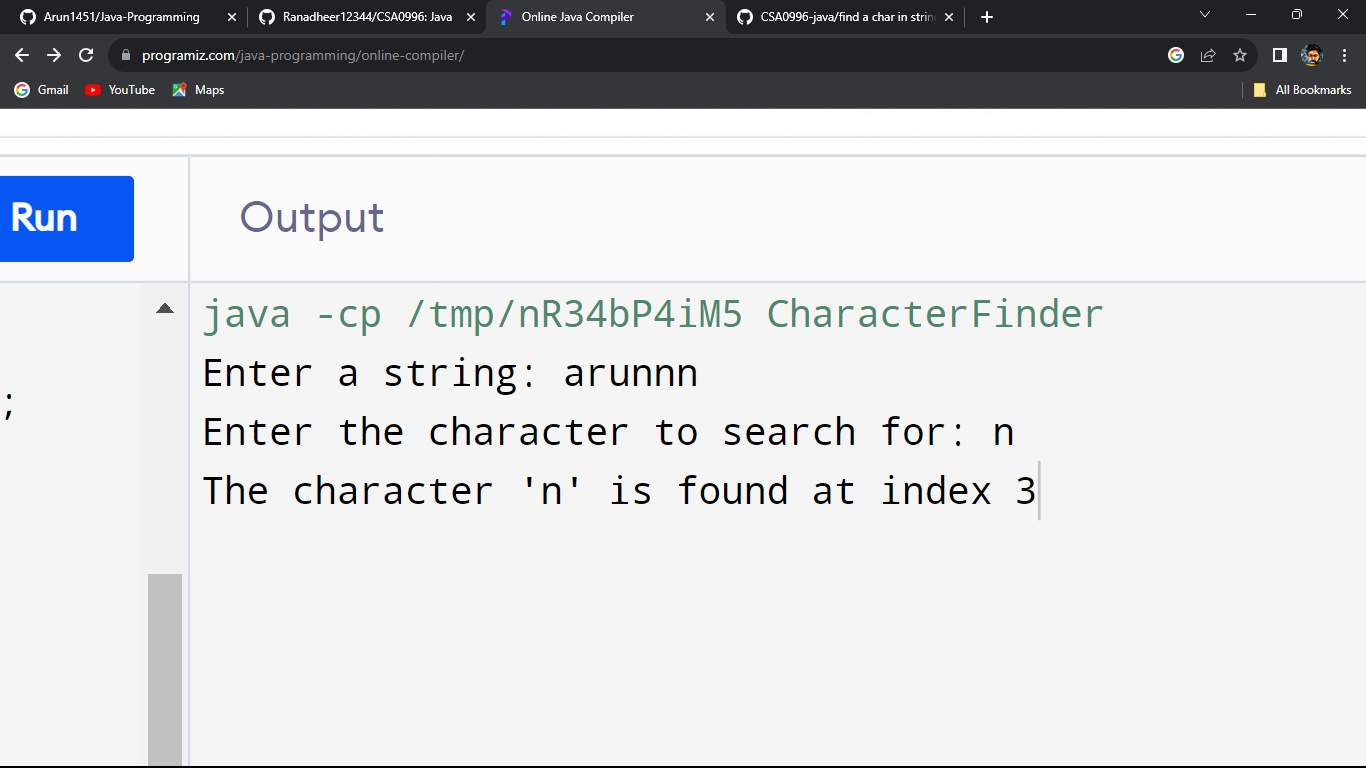 Arun1451/Java-Programming
Ranadheer12344/CSA0996: Java
Online Java Compiler
CSA0996-java/find a char in strin
programiz.com/java-programming/online-compiler/
Gmail
YouTube
Maps
All Bookmarks
Run
Output
;
java -cp /tmp/nR34bP4iM5 CharacterFinder
Enter a string: arunnn
Enter the character to search for: n
The character 'n' is found at index 3